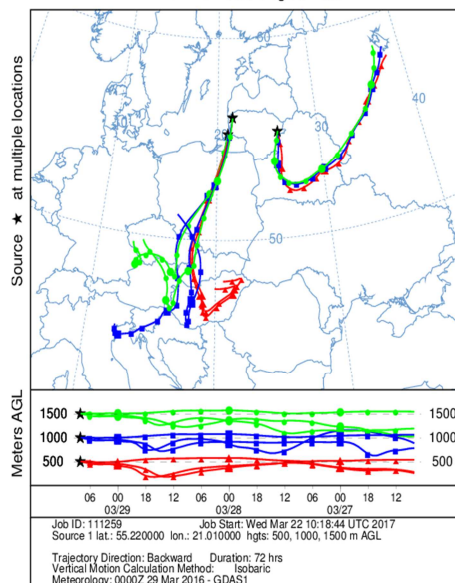 60
40
30
50
Source ★ at multiple locations
Meters AGL
1500 1500
1000 1000
500 500
06 00 18 12 06 00 18 12 06 00 18 12
03/29 03/28 03/27
Job ID: 111259 Job Start: Wed Mar 22 10:18:44 UTC 2017
Source 1 lat.: 55.220000 lon.: 21.010000 hgts: 500, 1000, 1500 m AGL
Trajectory Direction: Backward Duration: 72 hrs
Vertical Motion Calculation Method: Isobaric
Meteorology: 0000Z 29 Mar 2016 - GDAS1